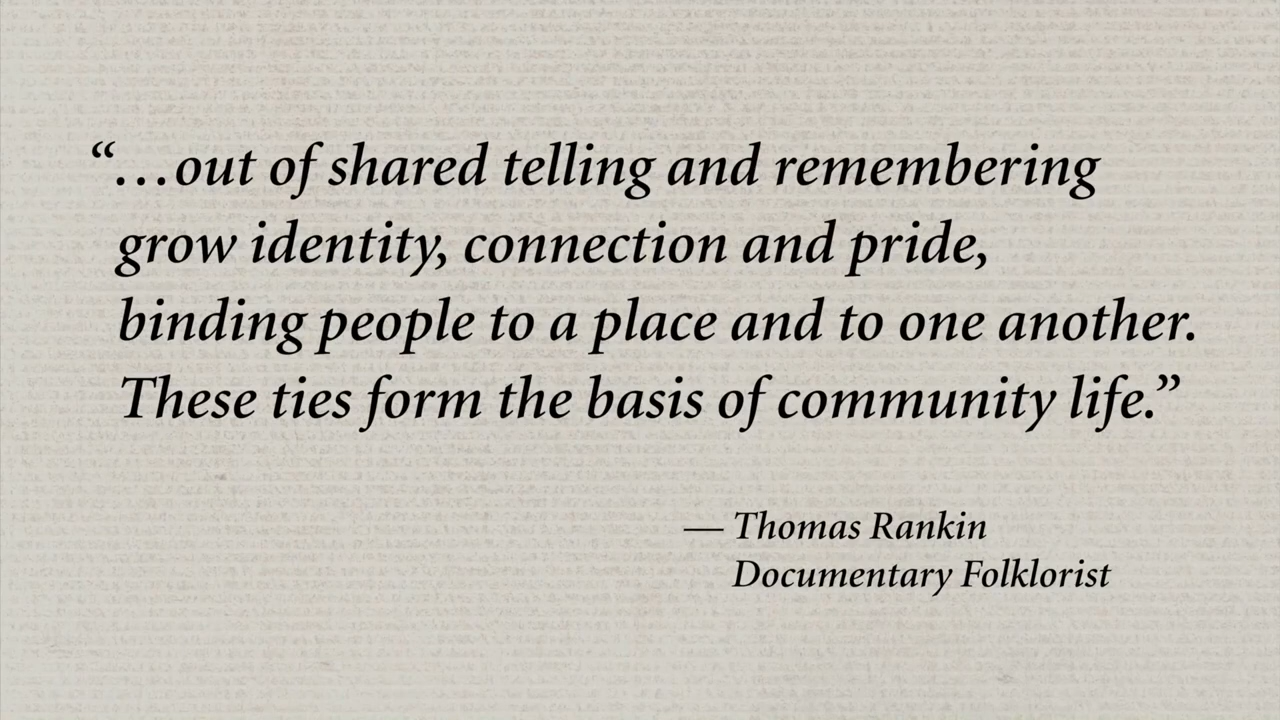 “…out of shared telling and remembering
grow identity, connection and pride,
binding people to a place and to one another.
These ties form the basis of community life.”
— Thomas Rankin
Documentary Folklorist